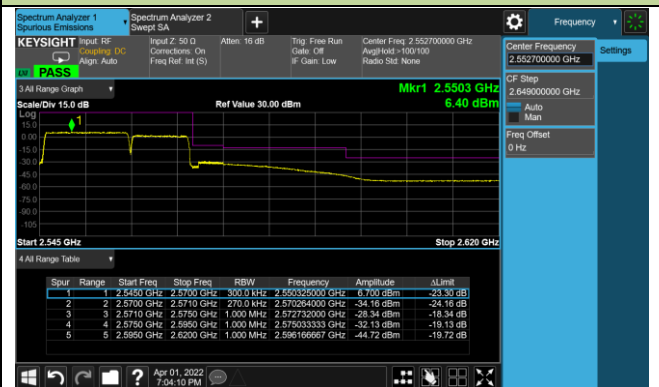 Spectrum Analyzer 1
Spurious Emissions
Spectrum Analyzer 2
Swept SA
Frequency
KEYSIGHT
Input: RF
Coupling: DC
Align: Auto
Input Z: 50 Ω
Corrections: On
Freq Ref: Int (S)
Atten: 16 dB
Trig: Free Run
Gate: Off
IF Gain: Low
Center Freq: 2.552700000 GHz
Avg|Hold:>100/100
Radio Std: None
PASS
Center Frequency
2.552700000 GHz
Settings
CF Step
2.649000000 GHz
Auto
Man
Freq Offset
0 Hz
3 All Range Graph
Mkr1 2.5503 GHz
Scale/Div 15.0 dB
Ref Value 30.00 dBm
6.40 dBm
Log
15.0
0.00
-15.0
-30.0
-45.0
-60.0
-75.0
-90.0
-105
1
Start 2.545 GHz
Stop 2.620 GHz
4 All Range Table
Spur Range Start Freq Stop Freq RBW Frequency Amplitude ΔLimit
1 1 2.5450 GHz 2.5700 GHz 300.0 kHz 2.550325000 GHz 6.700 dBm -23.30 dB
2 2 2.5700 GHz 2.5710 GHz 270.0 kHz 2.570264000 GHz -34.16 dBm -24.16 dB
3 3 2.5710 GHz 2.5750 GHz 1.000 MHz 2.572732000 GHz -28.34 dBm -18.34 dB
4 4 2.5750 GHz 2.5950 GHz 1.000 MHz 2.575033333 GHz -32.13 dBm -19.13 dB
5 5 2.5950 GHz 2.6200 GHz 1.000 MHz 2.596166667 GHz -44.72 dBm -19.72 dB
Apr 01, 2022
7:04:10 PM